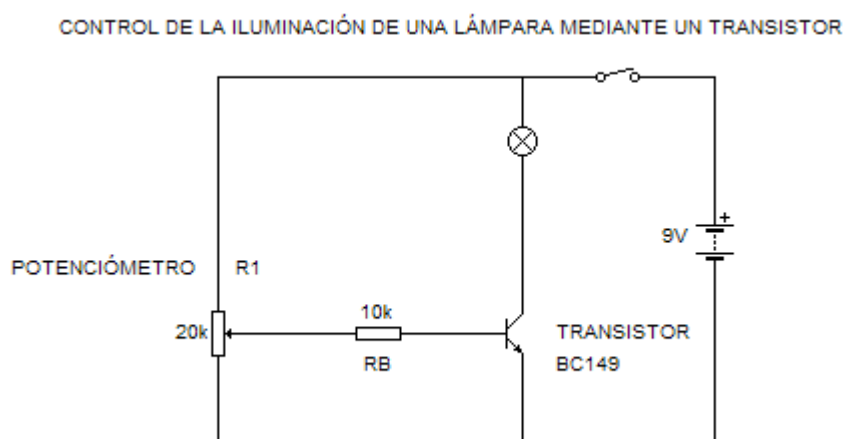 CONTROL DE LA ILUMINACIÓN DE UNA LÁMPARA MEDIANTE UN TRANSISTOR
9V
+
POTENCIÓMETRO R1
10k
20k
TRANSISTOR
RB
BC149